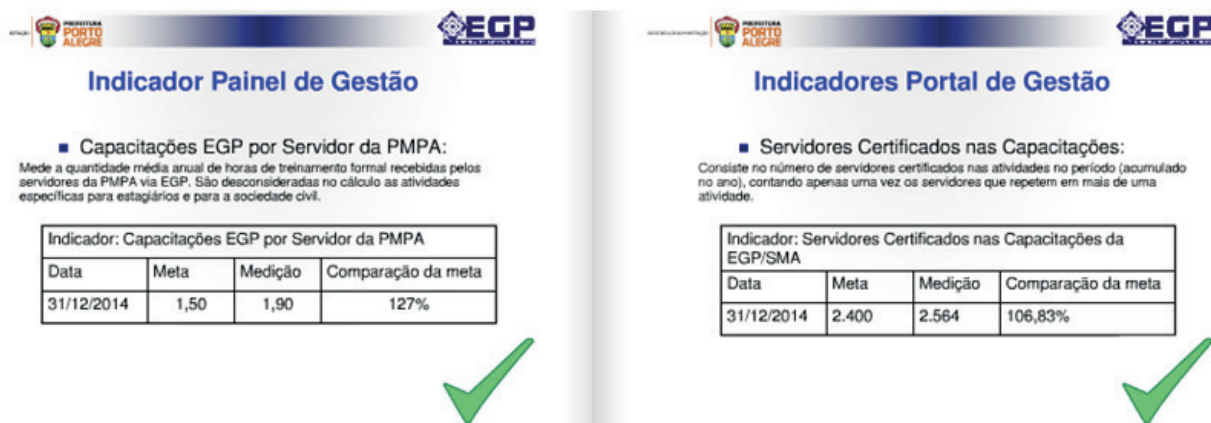 PREFEITURA
PORTO
ALEGRE
EGP
Indicador Painel de Gestão
Capacitações EGP por Servidor da PMPA:
Mede a quantidade média anual de horas de treinamento formal recebidas pelos
servidores da PMPA via EGP. São desconsideradas no cálculo as atividades
específicas para estagiários e para a sociedade civil.
Indicador: Capacitações EGP por Servidor da PMPA
Data Meta Medição Comparação da meta
31/12/2014 1,50 1,90 127%
PREFEITURA
PORTO
ALEGRE
EGP
Indicadores Portal de Gestão
Servidores Certificados nas Capacitações:
Consiste no número de servidores certificados nas atividades no período (acumulado
no ano), contando apenas uma vez os servidores que repetem em mais de uma
atividade.
Indicador: Servidores Certificados nas Capacitações da
EGP/SMA
Data Meta Medição Comparação da meta
31/12/2014 2.400 2.564 106,83%